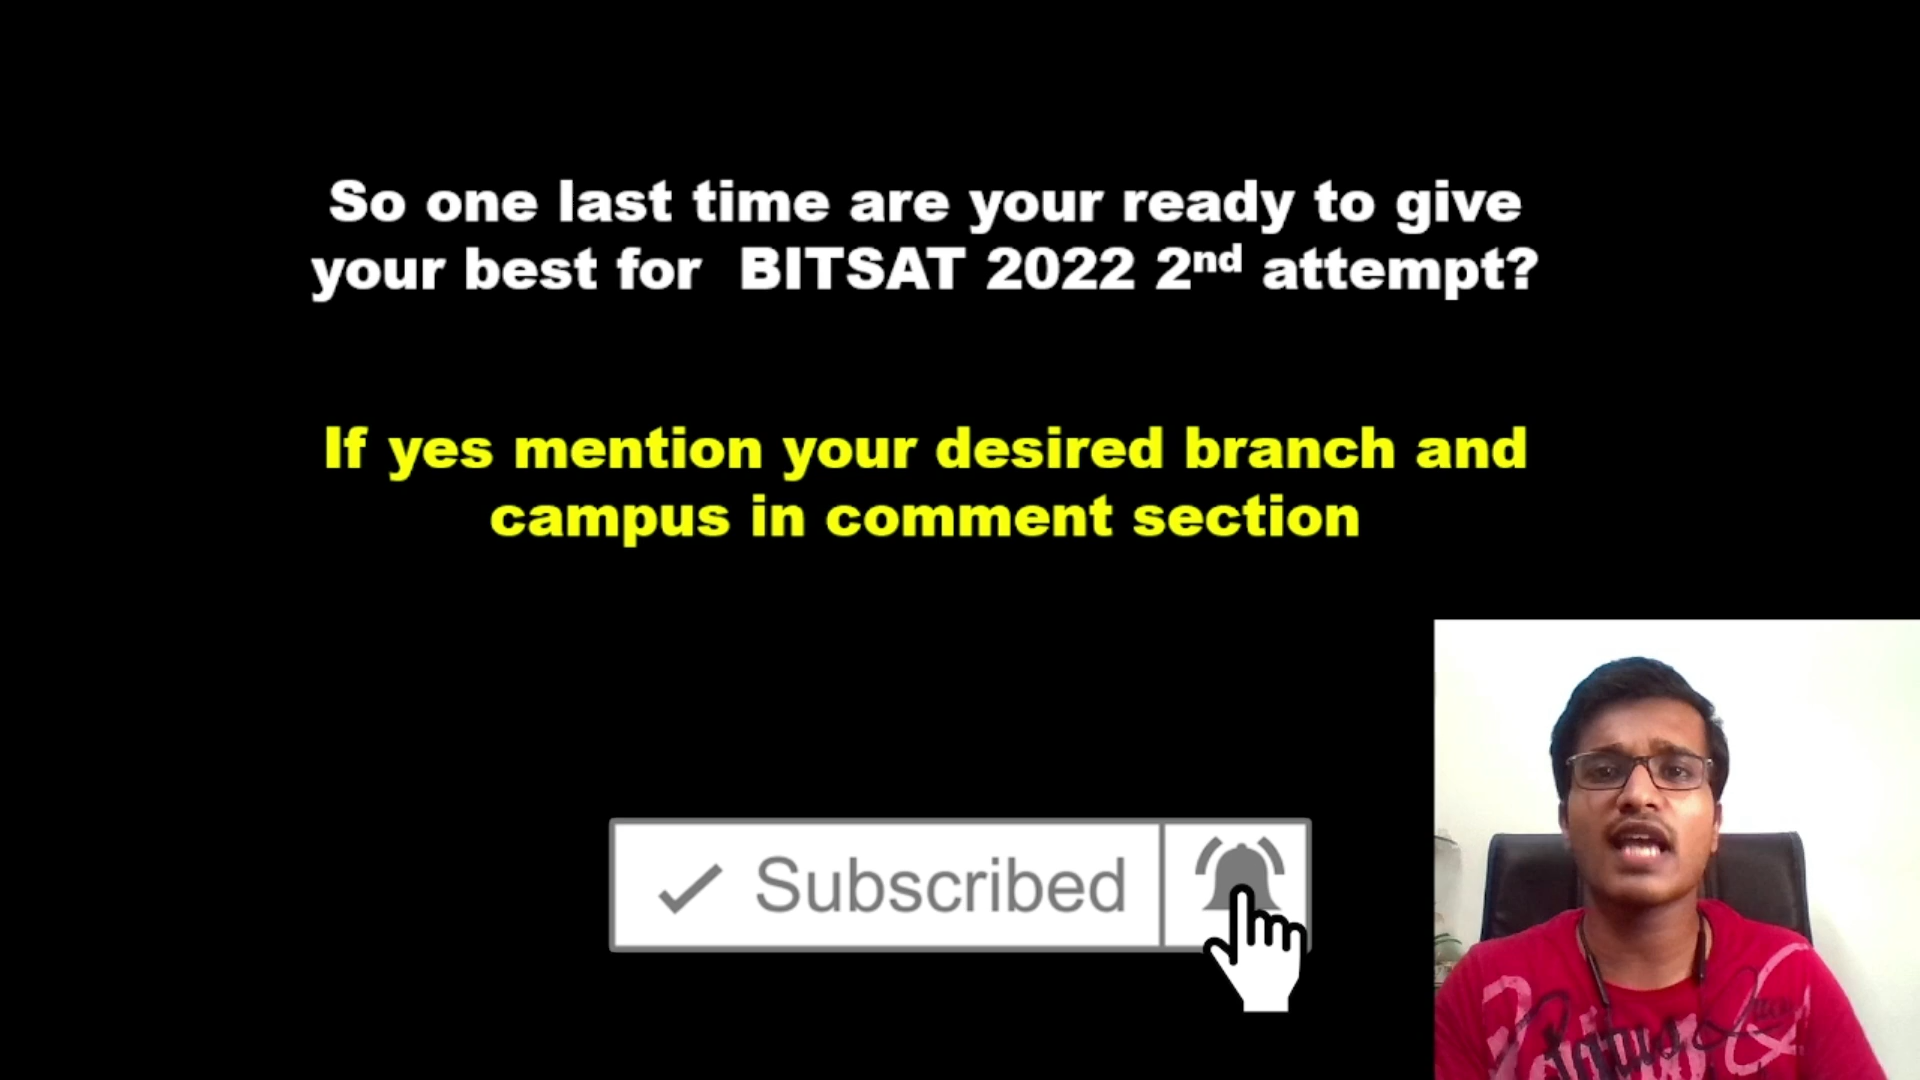 So one last time are your ready to give
your best for BITSAT 2022 2nd attempt?
If yes mention your desired branch and
campus in comment section
Subscribed